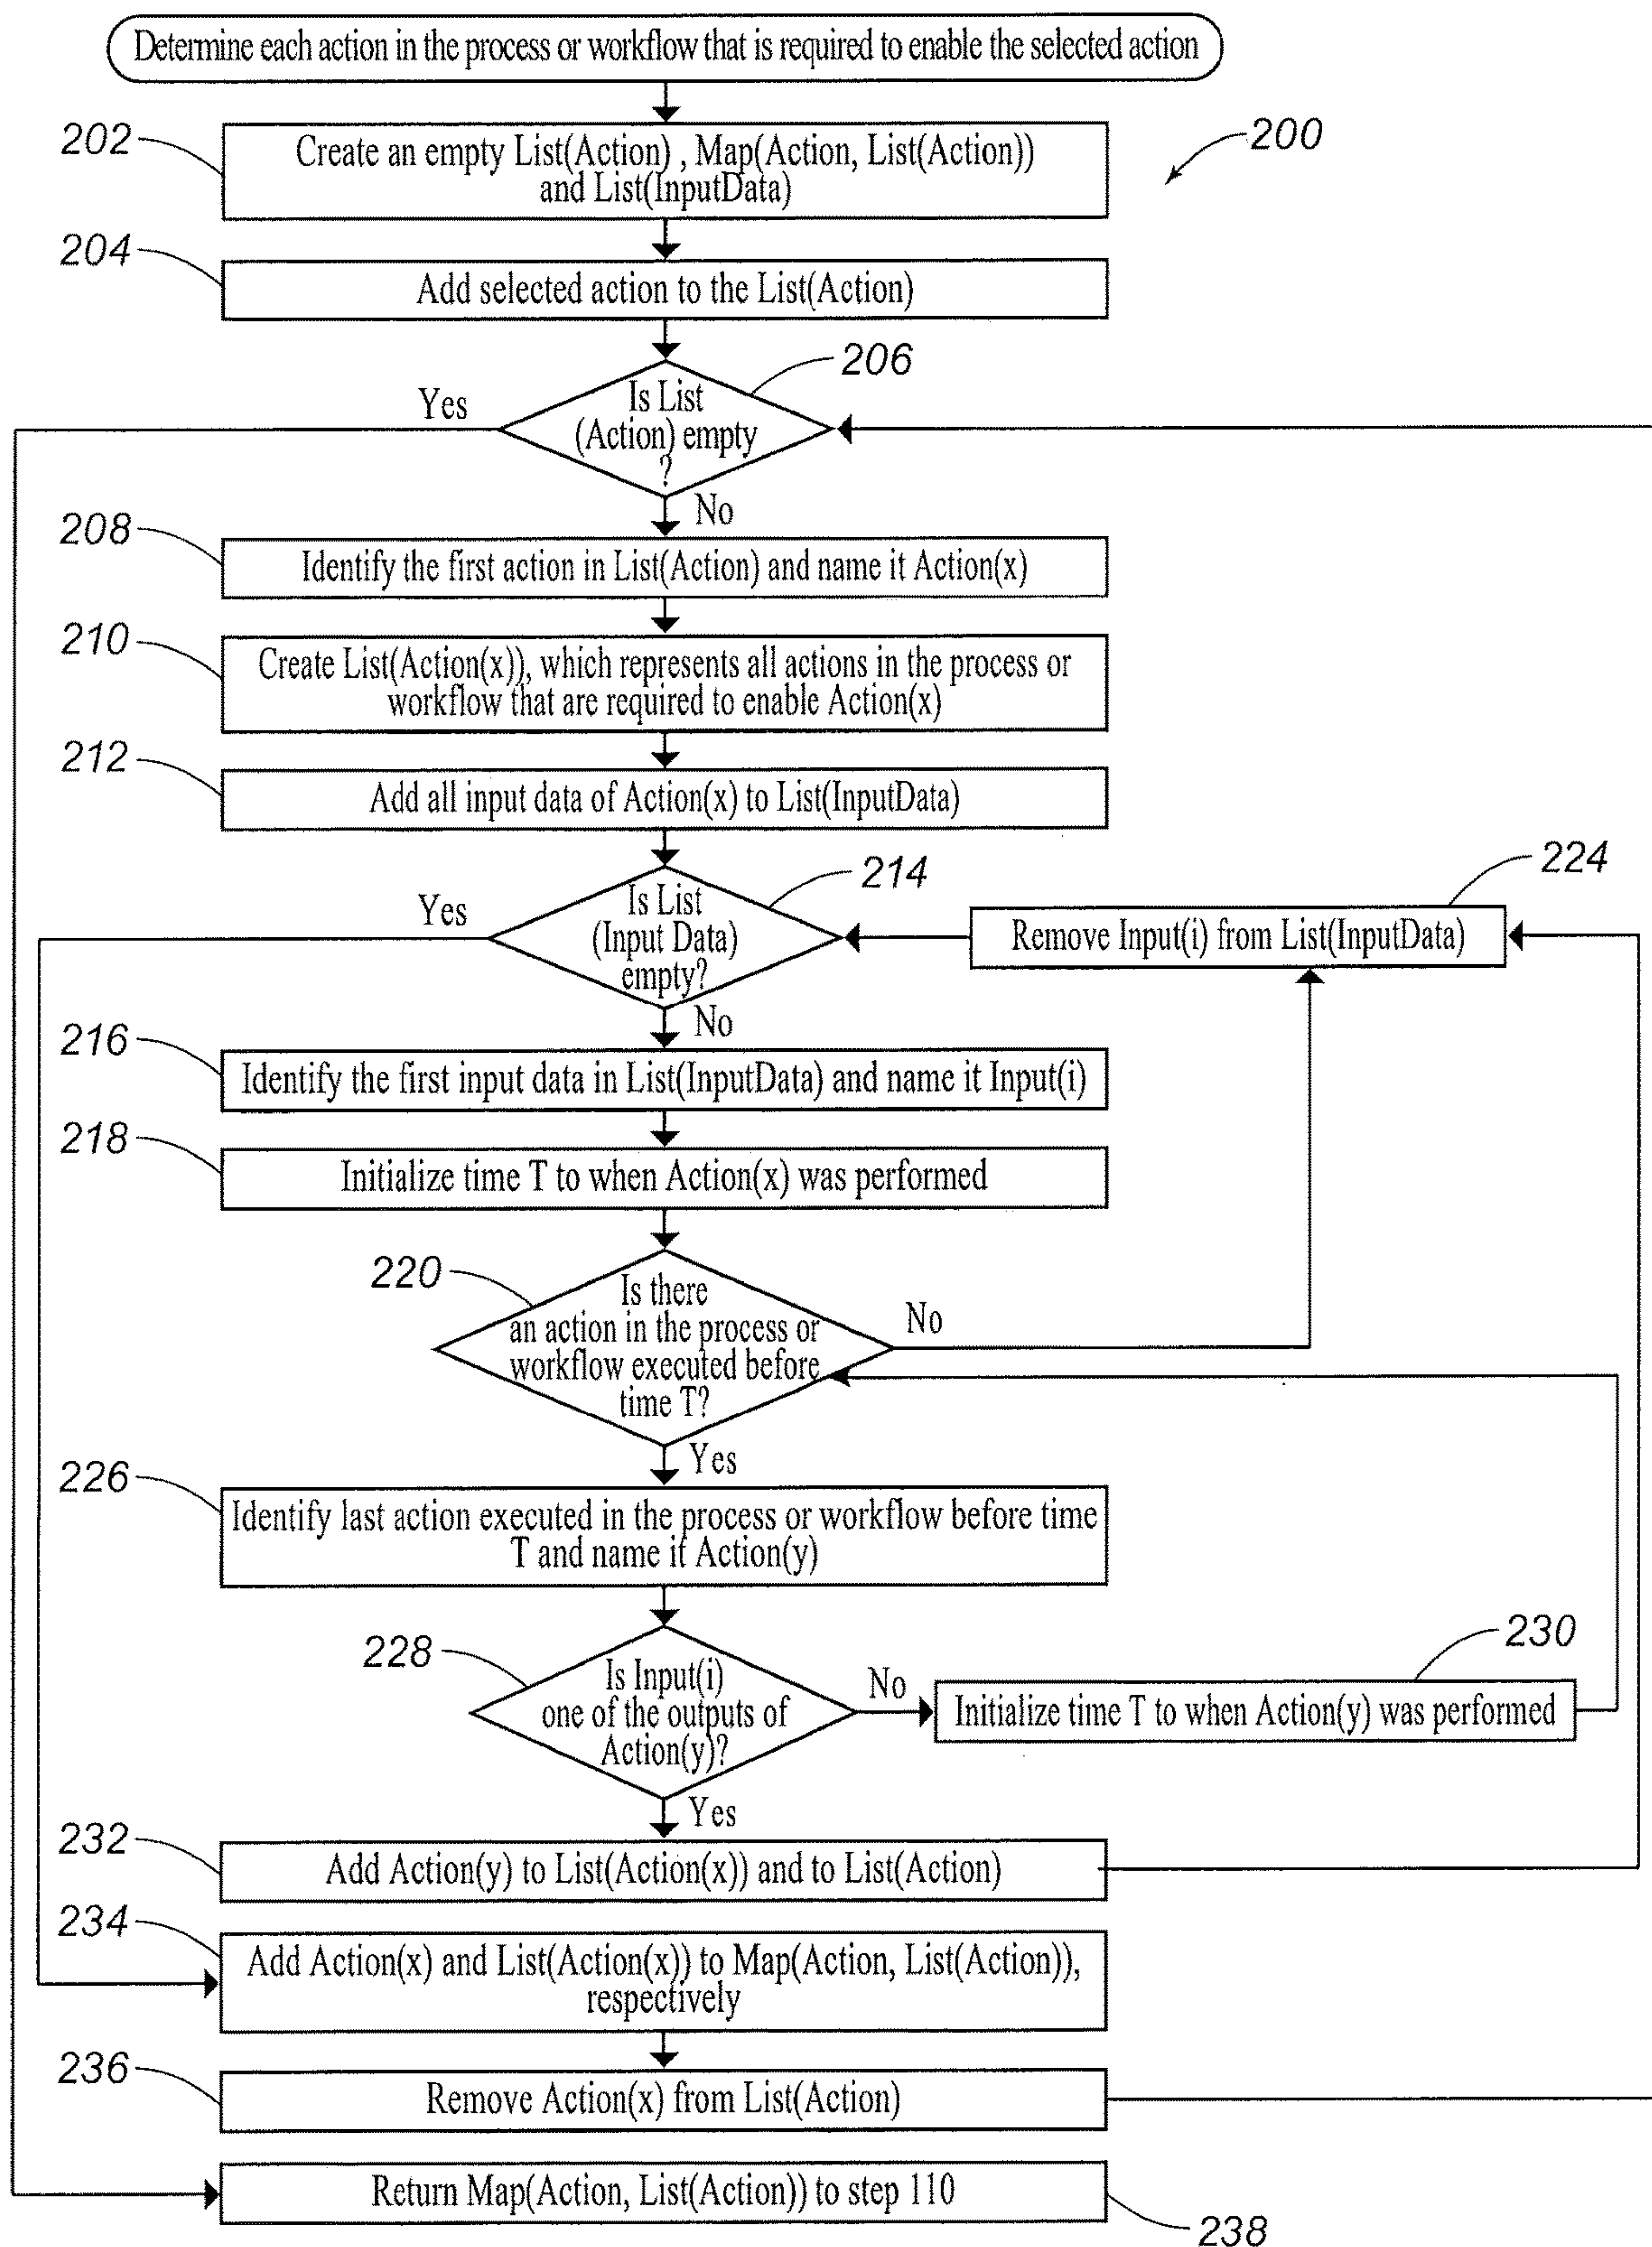 Determine each action in the process or workflow that is required to enable the selected action
200
202
Create an empty List(Action) , Map(Action, List(Action))
and List(InputData)
204
Add selected action to the List(Action)
206
Is List
(Action) empty
?
Yes
No
208
Identify the first action in List(Action) and name it Action(x)
210
Create List(Action(x)), which represents all actions in the process or
workflow that are required to enable Action(x)
212
Add all input data of Action(x) to List(InputData)
214
Is List
(Input Data)
empty?
Yes
No
224
Remove Input(i) from List(InputData)
216
Identify the first input data in List(InputData) and name it Input(i)
218
Initialize time T to when Action(x) was performed
220
Is there
an action in the process or
workflow executed before
time T?
No
Yes
226
Identify last action executed in the process or workflow before time
T and name it Action(y)
228
Is Input(i)
one of the outputs of
Action(y)?
No
Yes
230
Initialize time T to when Action(y) was performed
232
Add Action(y) to List(Action(x)) and to List(Action)
234
Add Action(x) and List(Action(x)) to Map(Action, List(Action)),
respectively
236
Remove Action(x) from List(Action)
Return Map(Action, List(Action)) to step 110
238